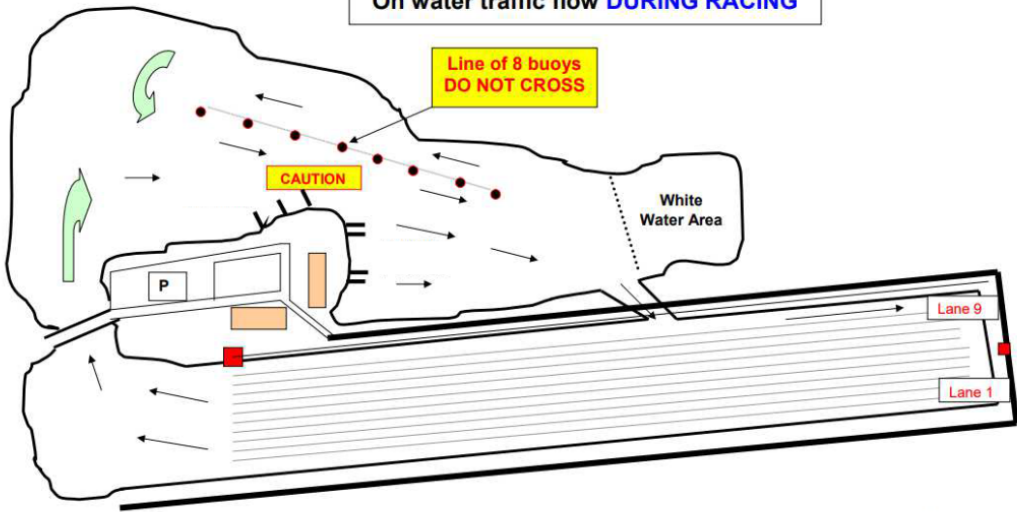 On water traffic flow DURING RACING
Line of 8 buoys
DO NOT CROSS
CAUTION
White
Water Area
P
Lane 9
Lane 1